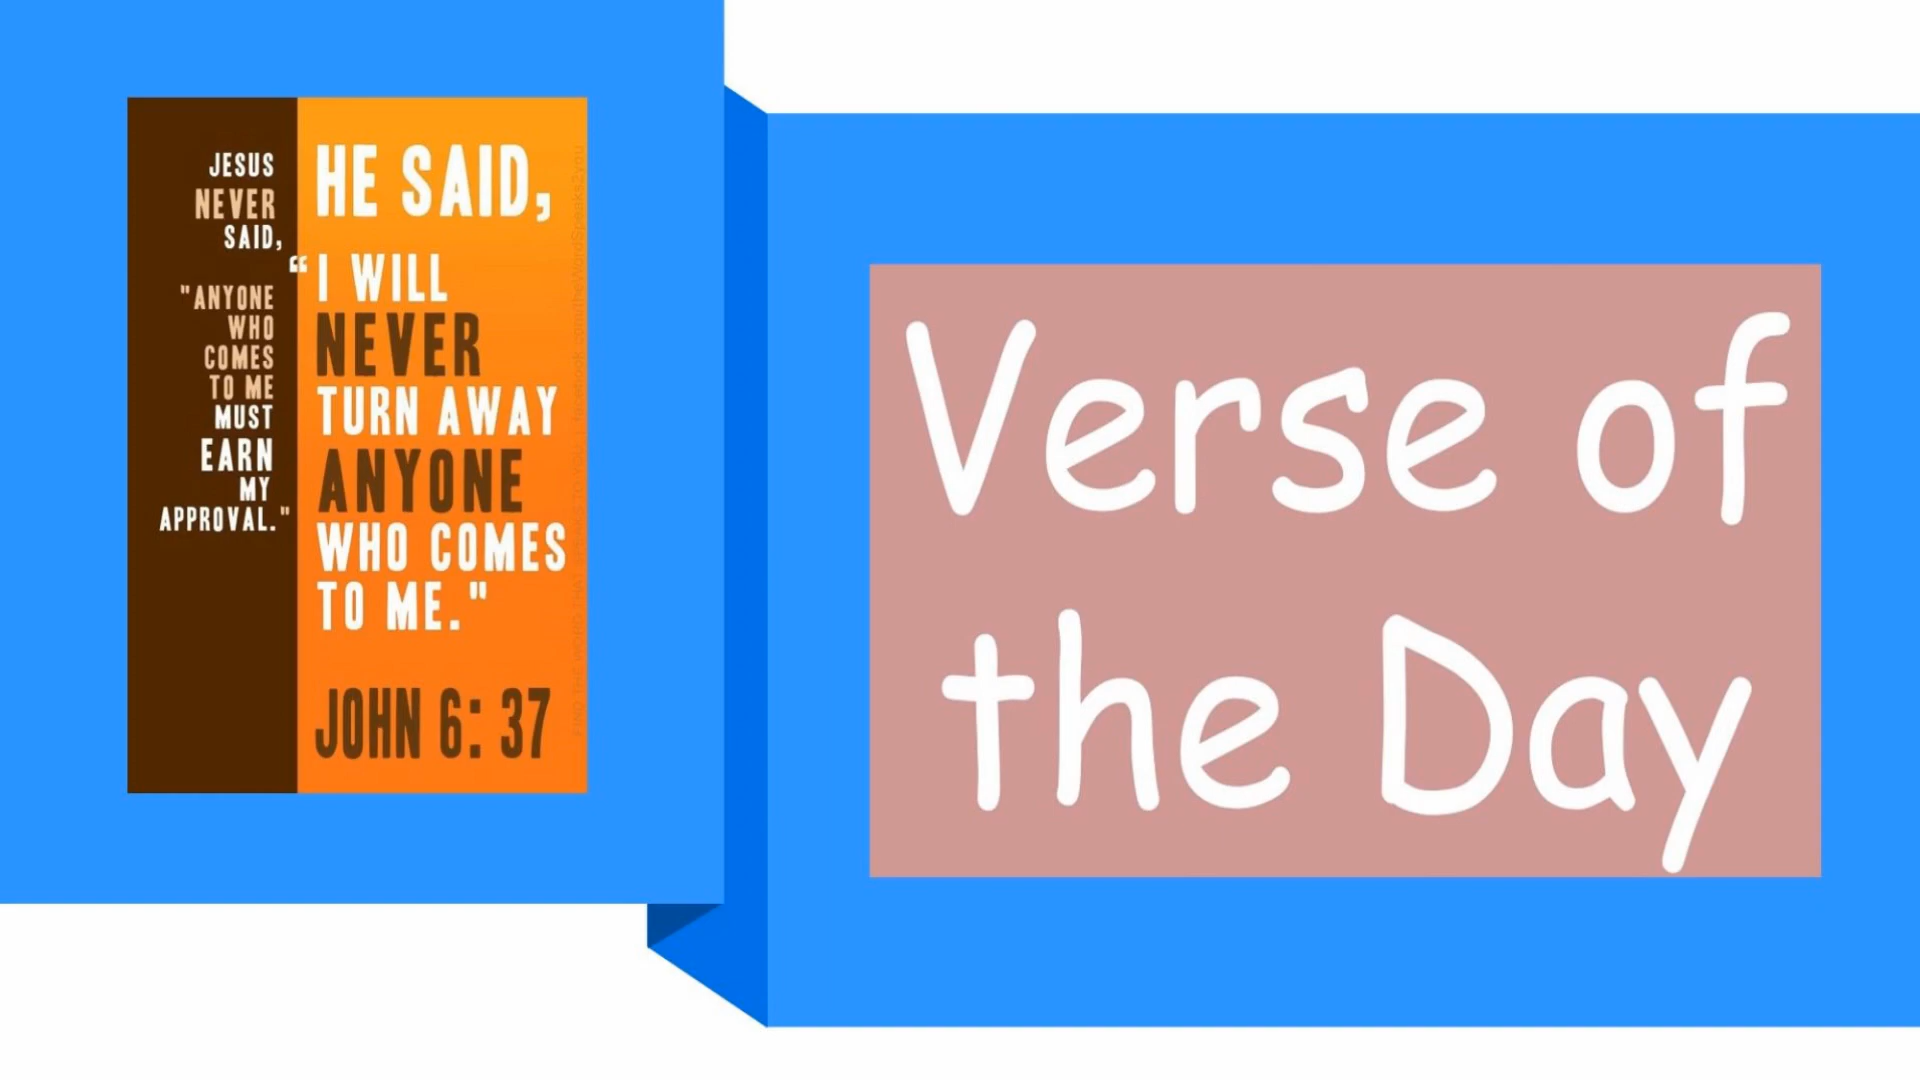 JESUS
NEVER
SAID,
"ANYONE
WHO
COMES
TO ME
MUST
EARN
MY
APPROVAL."
HE SAID,
“I WILL
NEVER
TURN AWAY
ANYONE
WHO COMES
TO ME."
JOHN 6: 37
Verse of
the Day